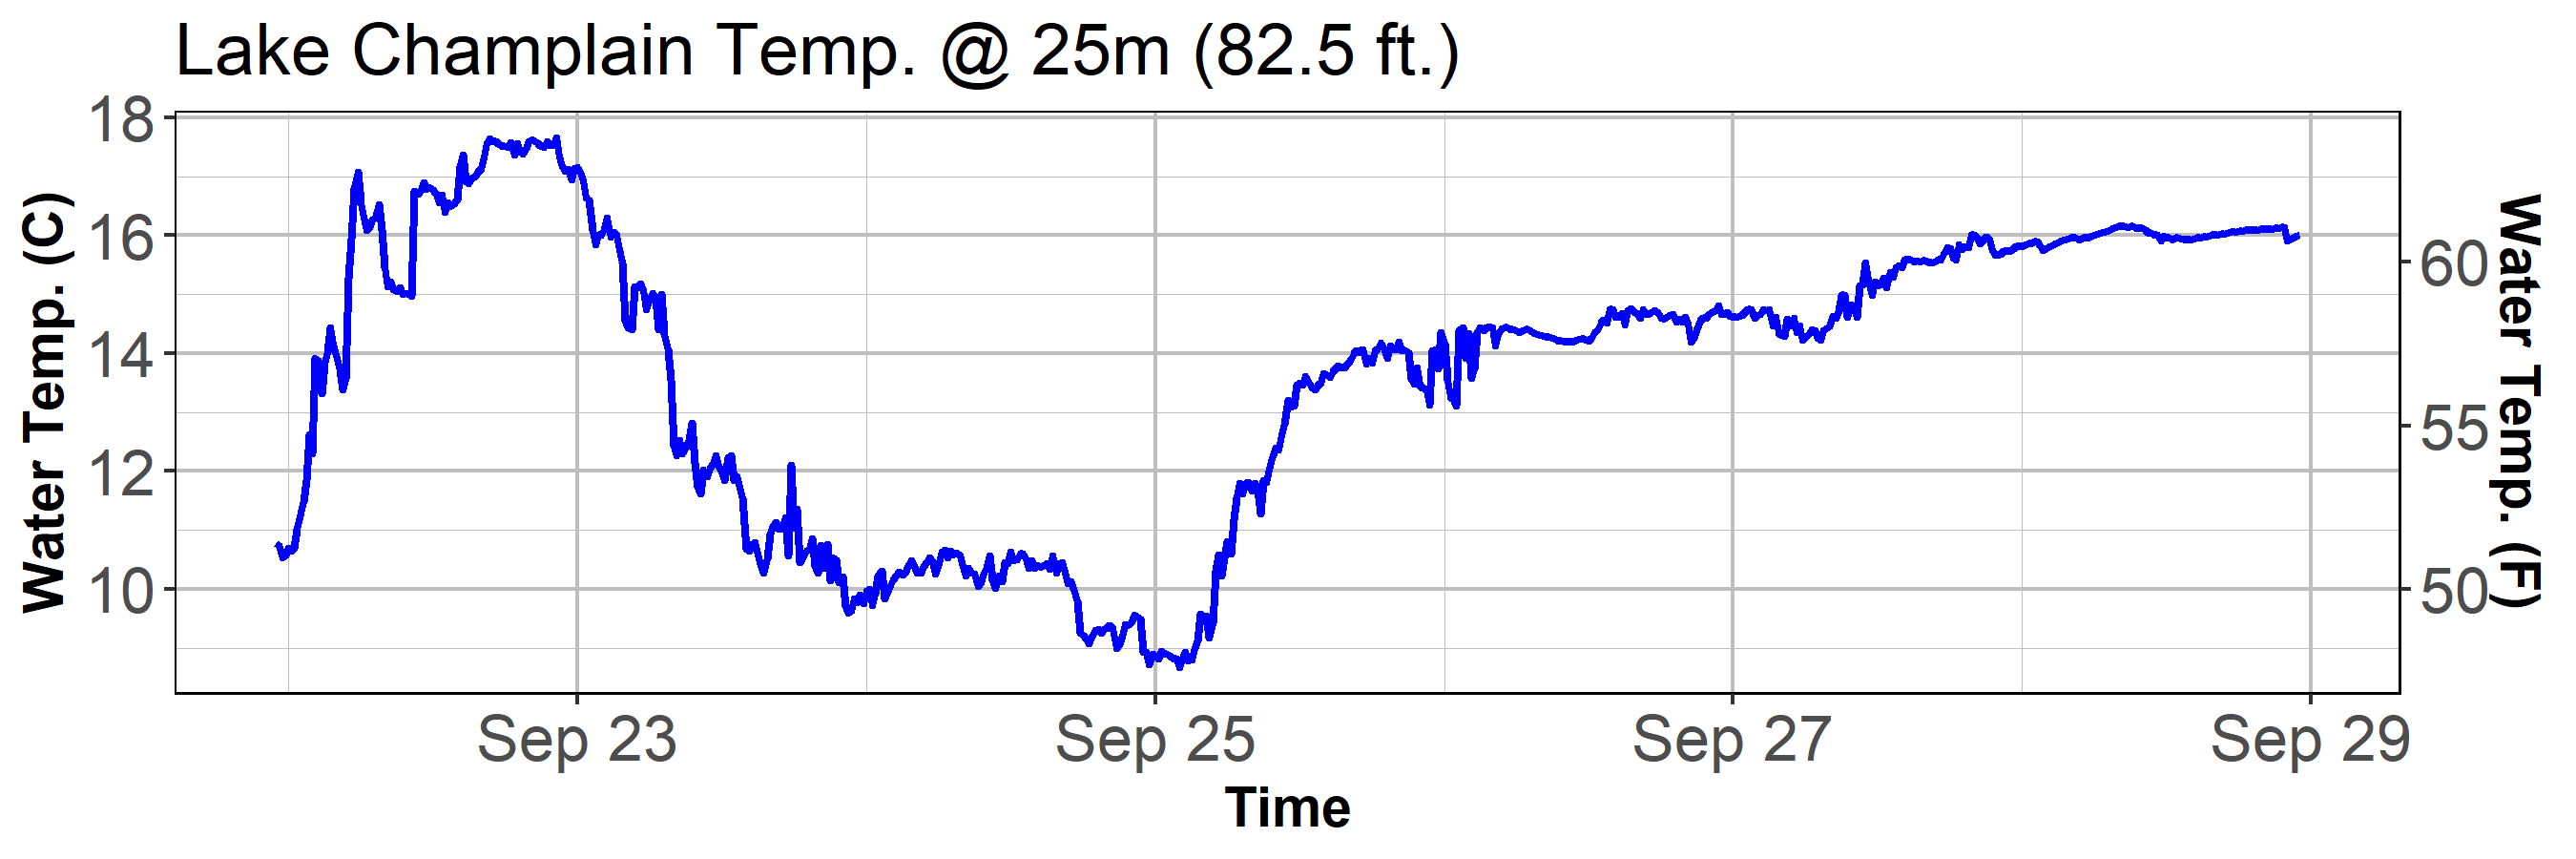 Lake Champlain Temp. @ 25m (82.5 ft.)
Water Temp. (C)
18
16
14
12
10
60
55
50
Water Temp. (F)
Sep 23
Sep 25
Sep 27
Sep 29
Time